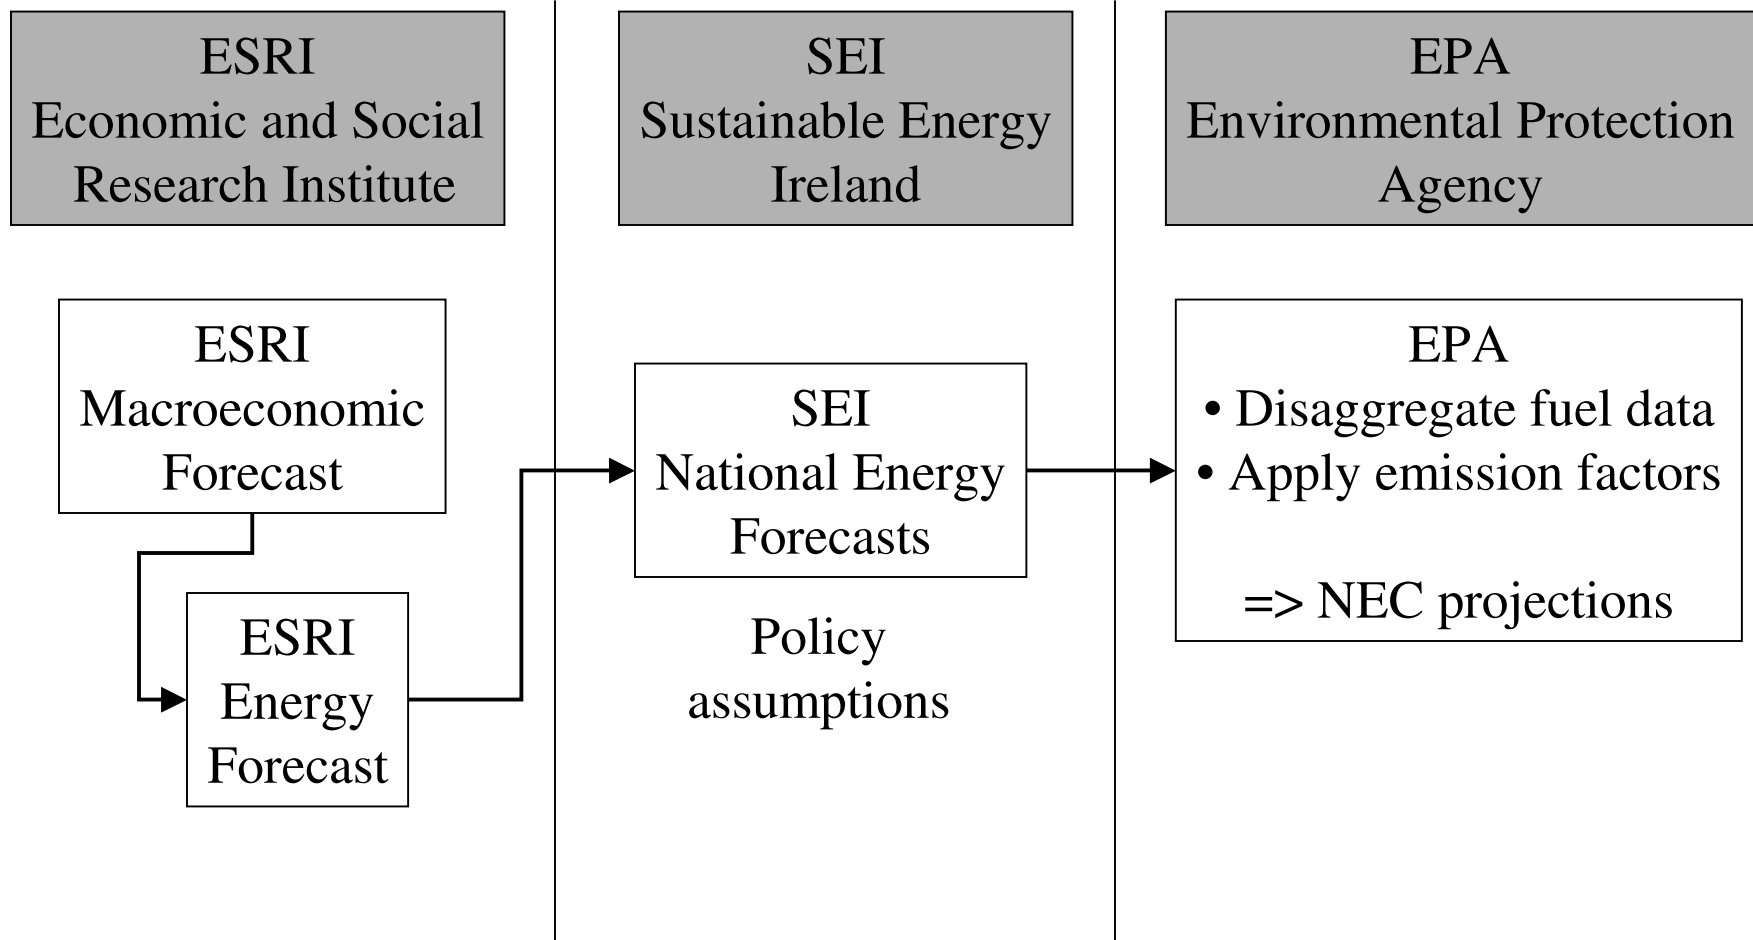 ESRI
Economic and Social
Research Institute
SEI
Sustainable Energy
Ireland
EPA
Environmental Protection
Agency
ESRI
Macroeconomic
Forecast
ESRI
Energy
Forecast
SEI
National Energy
Forecasts
Policy
assumptions
EPA
• Disaggregate fuel data
• Apply emission factors
=> NEC projections